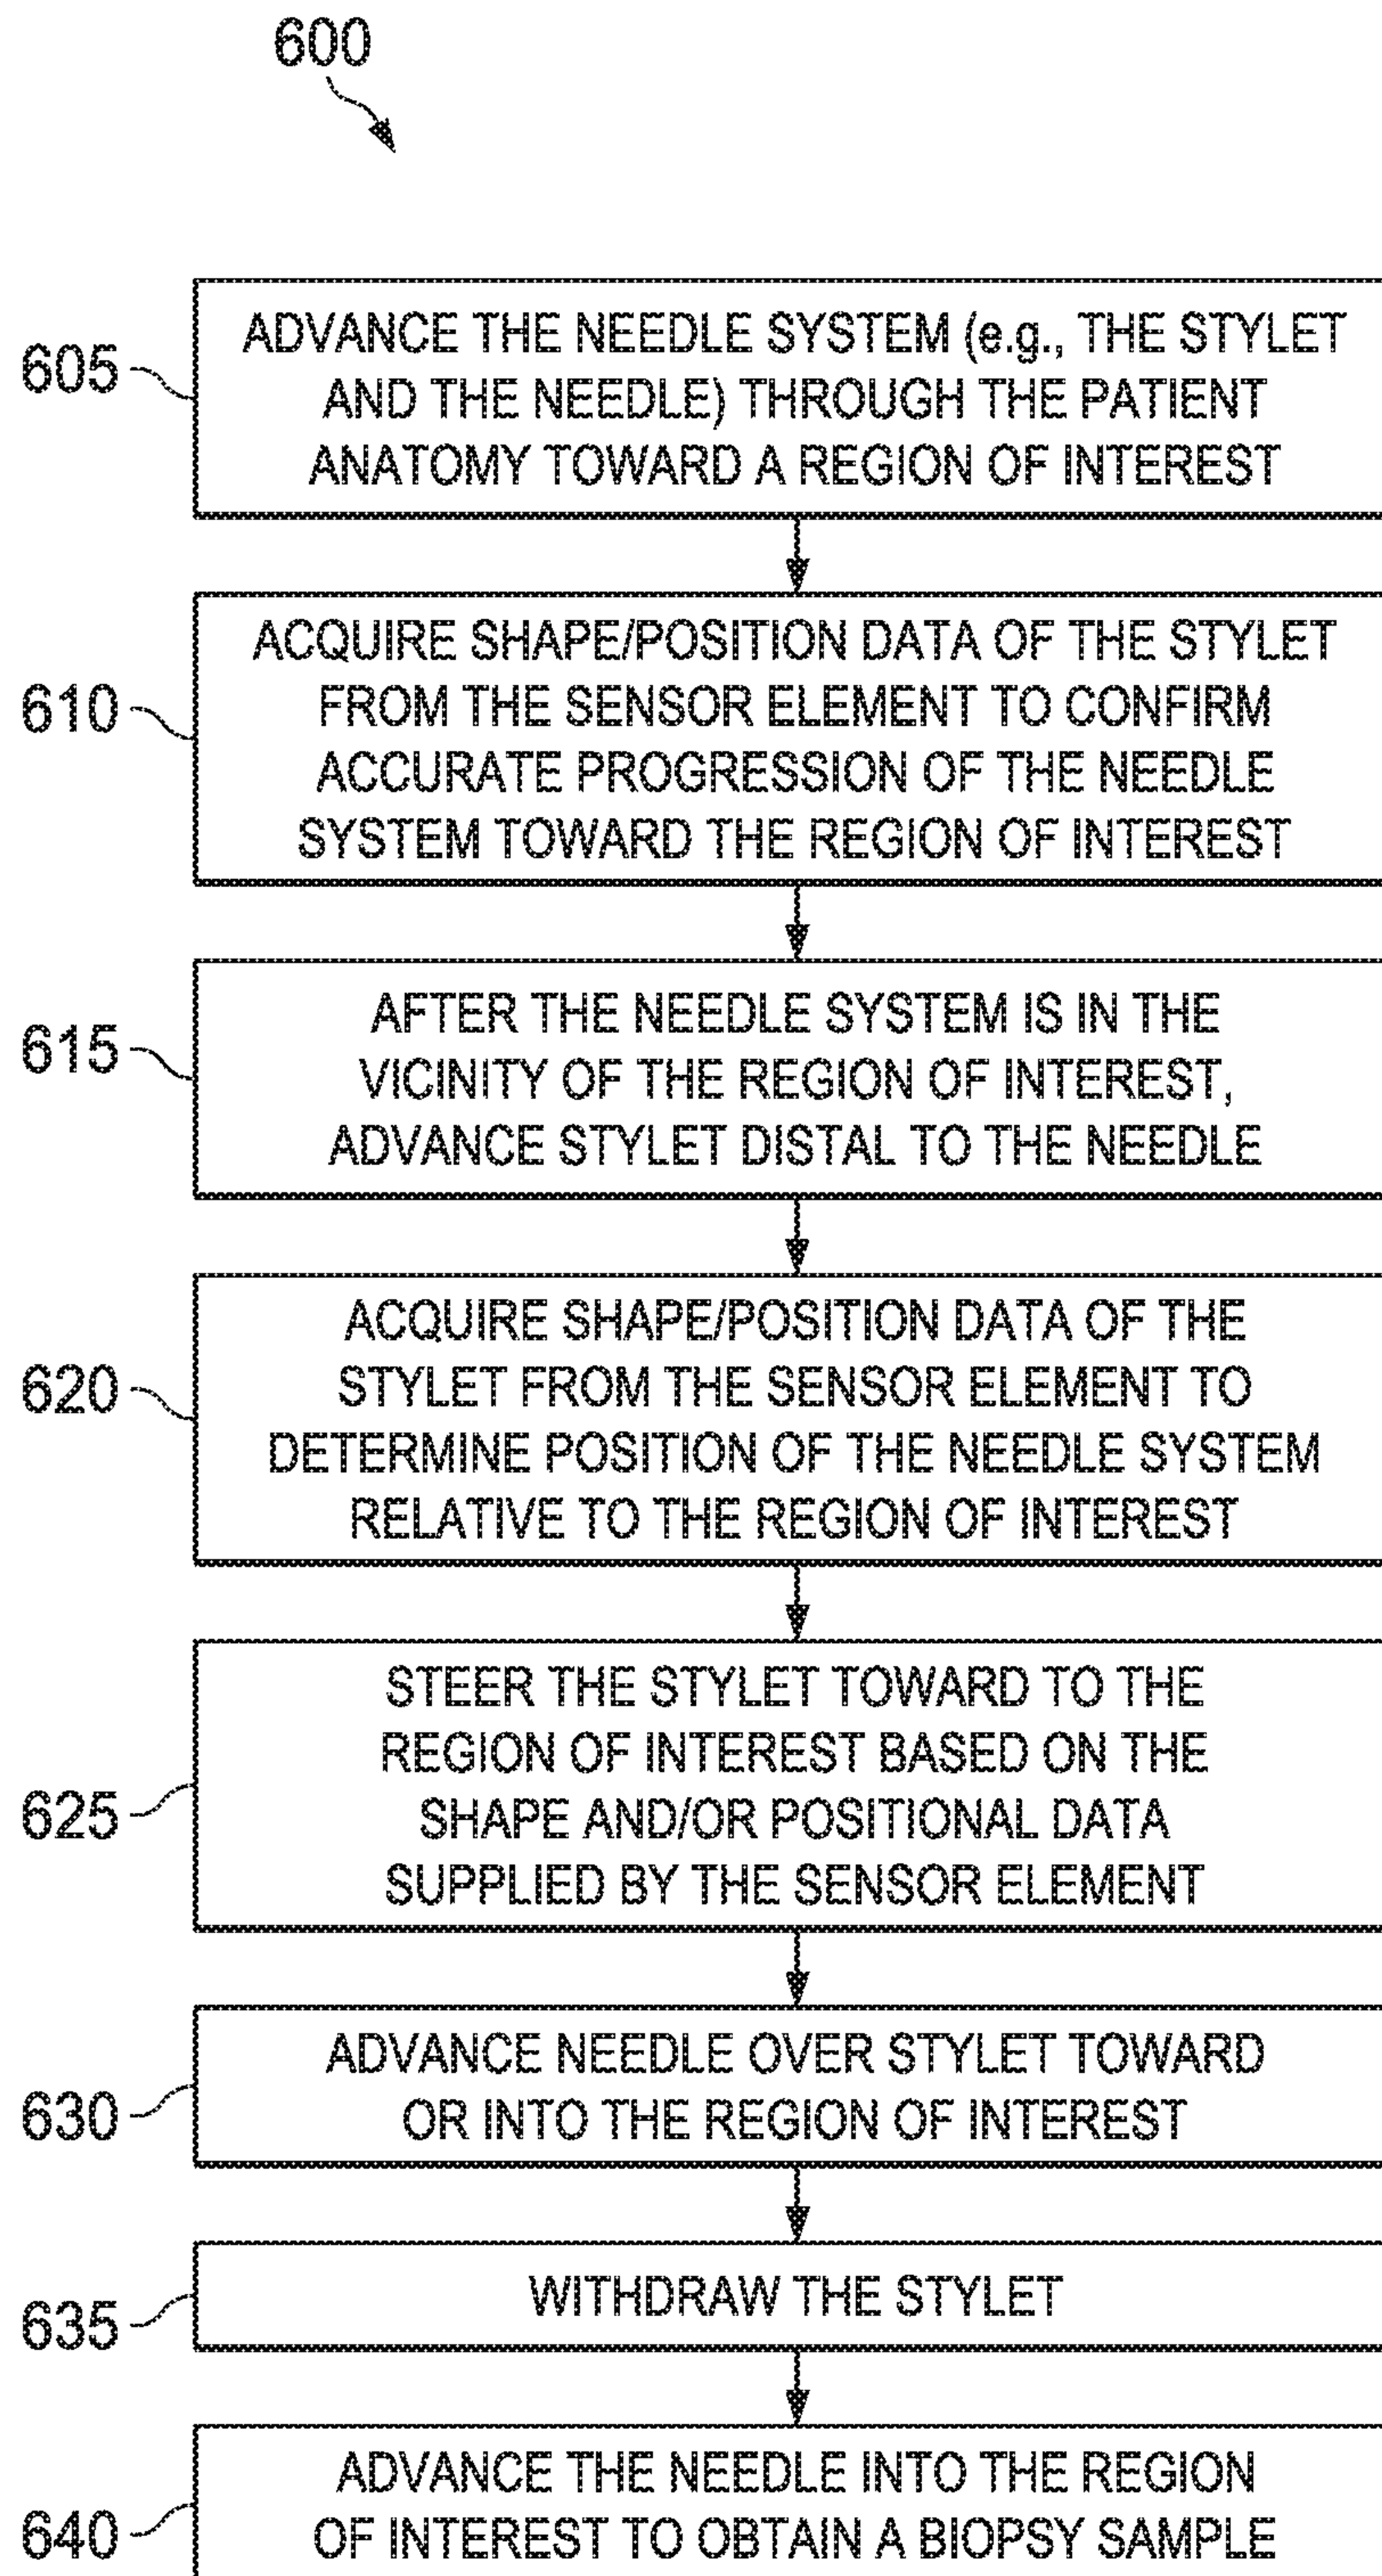 600
605
ADVANCE THE NEEDLE SYSTEM (e.g., THE STYLET
AND THE NEEDLE) THROUGH THE PATIENT
ANATOMY TOWARD A REGION OF INTEREST
610
ACQUIRE SHAPE/POSITION DATA OF THE STYLET
FROM THE SENSOR ELEMENT TO CONFIRM
ACCURATE PROGRESSION OF THE NEEDLE
SYSTEM TOWARD THE REGION OF INTEREST
615
AFTER THE NEEDLE SYSTEM IS IN THE
VICINITY OF THE REGION OF INTEREST,
ADVANCE STYLET DISTAL TO THE NEEDLE
620
ACQUIRE SHAPE/POSITION DATA OF THE
STYLET FROM THE SENSOR ELEMENT TO
DETERMINE POSITION OF THE NEEDLE SYSTEM
RELATIVE TO THE REGION OF INTEREST
625
STEER THE STYLET TOWARD TO THE
REGION OF INTEREST BASED ON THE
SHAPE AND/OR POSITIONAL DATA
SUPPLIED BY THE SENSOR ELEMENT
630
ADVANCE NEEDLE OVER STYLET TOWARD
OR INTO THE REGION OF INTEREST
635
WITHDRAW THE STYLET
640
ADVANCE THE NEEDLE INTO THE REGION
OF INTEREST TO OBTAIN A BIOPSY SAMPLE